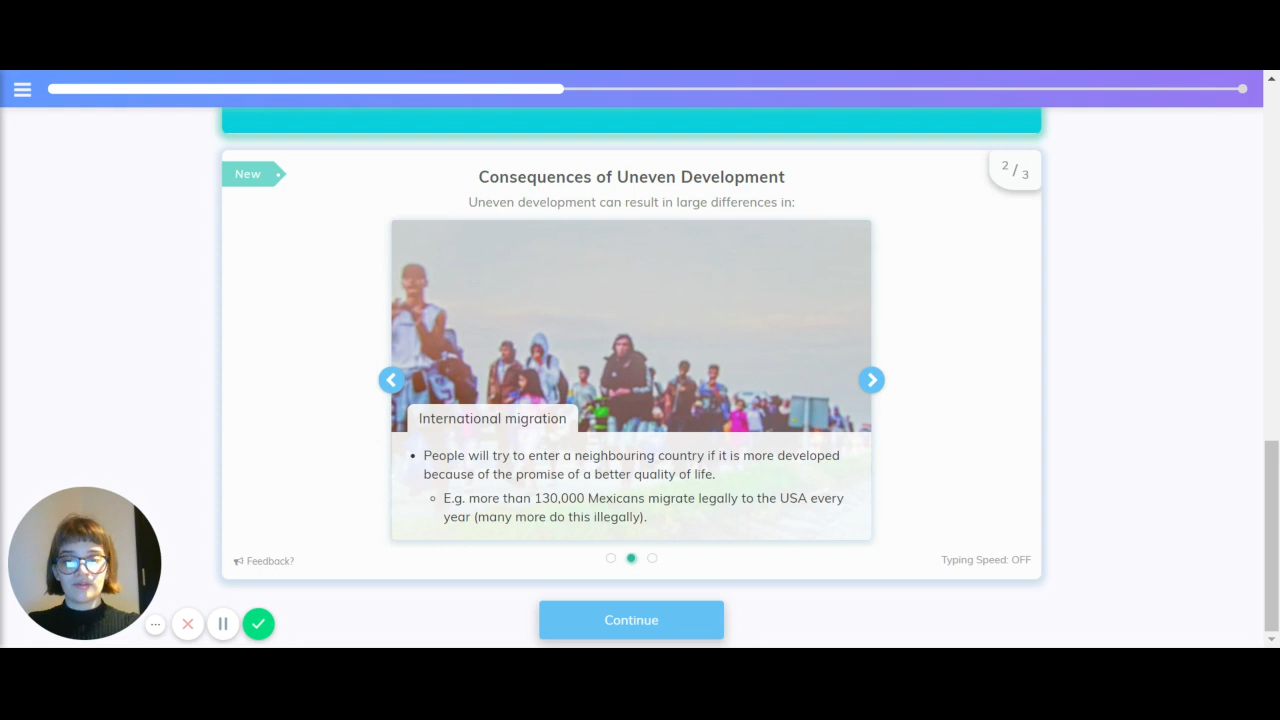 New
Consequences of Uneven Development
2 / 3
Uneven development can result in large differences in:
International migration
• People will try to enter a neighbouring country if it is more developed
because of the promise of a better quality of life.
○ E.g. more than 130,000 Mexicans migrate legally to the USA every
year (many more do this illegally).
Feedback?
Typing Speed: OFF
Continue